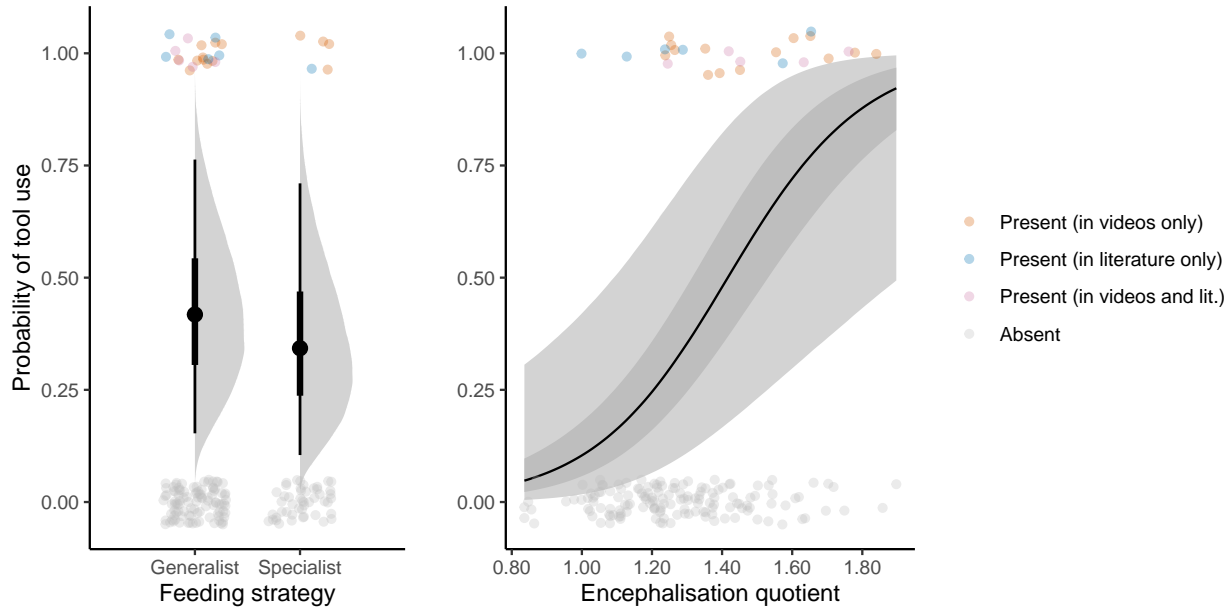 Probability of tool use
1.00
0.75
0.50
0.25
0.00
Generalist Specialist
Feeding strategy
1.00
0.75
0.50
0.25
0.00
0.80 1.00 1.20 1.40 1.60 1.80
Encephalisation quotient
Present (in videos only)
Present (in literature only)
Present (in videos and lit.)
Absent